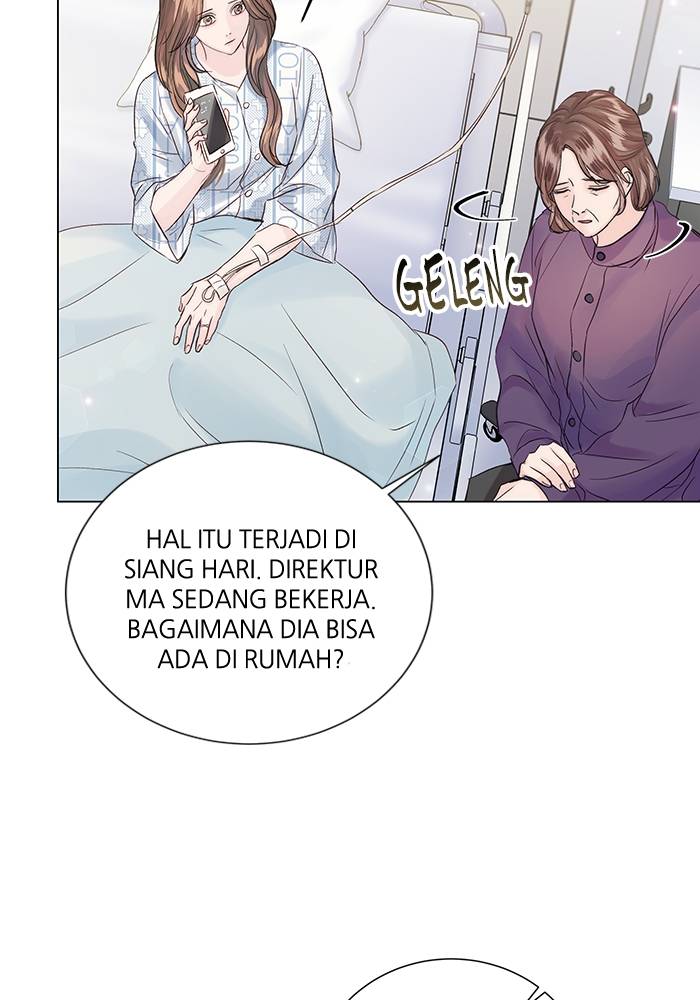 GELENG
HAL ITU TERJADI DI
SIANG HARI. DIREKTUR
MA SEDANG BEKERJA.
BAGAIMANA DIA BISA
ADA DI RUMAH?